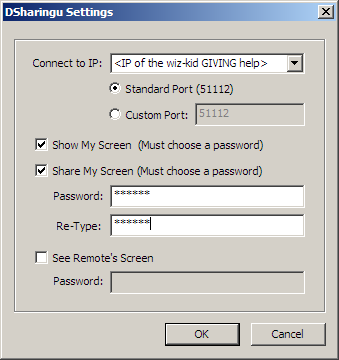 DSharingu Settings
Connect to IP: <IP of the wiz-kid GIVING help>
Standard Port (51112)
Custom Port: 51112
Show My Screen (Must choose a password)
Share My Screen (Must choose a password)
Password: ******
Re-Type: ******
See Remote's Screen
Password:
OK Cancel